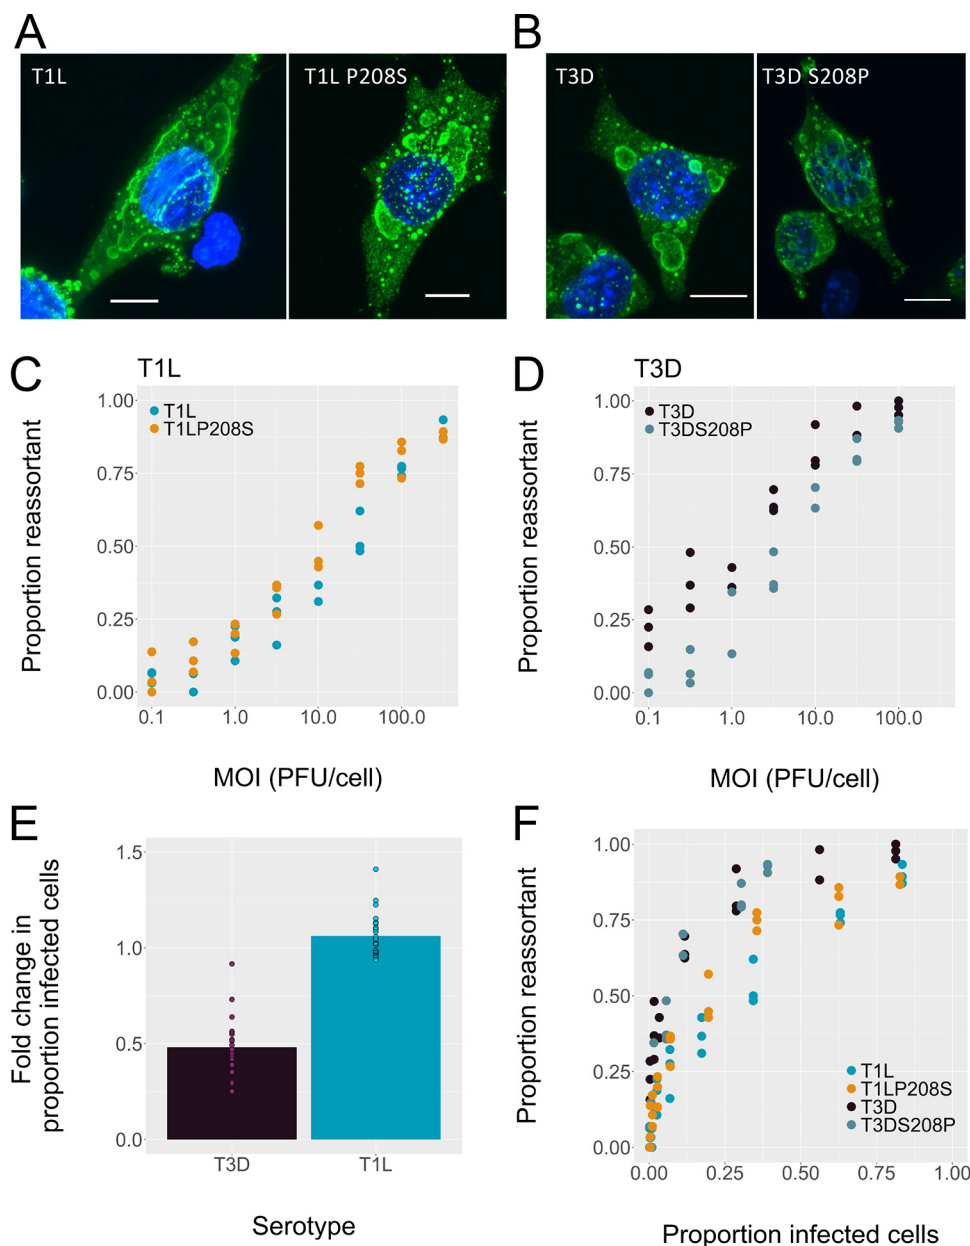 A
B
T1L
T1L P208S
T3D
T3D S208P
C
T1L
D
T3D
1.00
0.75
0.50
0.25
0.00
Proportion reassortant
T1L
T1LP208S
0.1
1.0
10.0
100.0
MOI (PFU/cell)
1.00
0.75
0.50
0.25
0.00
Proportion reassortant
T3D
T3DS208P
0.1
1.0
10.0
100.0
MOI (PFU/cell)
E
Fold change in
proportion infected cells
1.5
1.0
0.5
0.0
T3D
T1L
Serotype
F
Proportion reassortant
1.00
0.75
0.50
0.25
0.00
T1L
T1LP208S
T3D
T3DS208P
0.00
0.25
0.50
0.75
1.00
Proportion infected cells